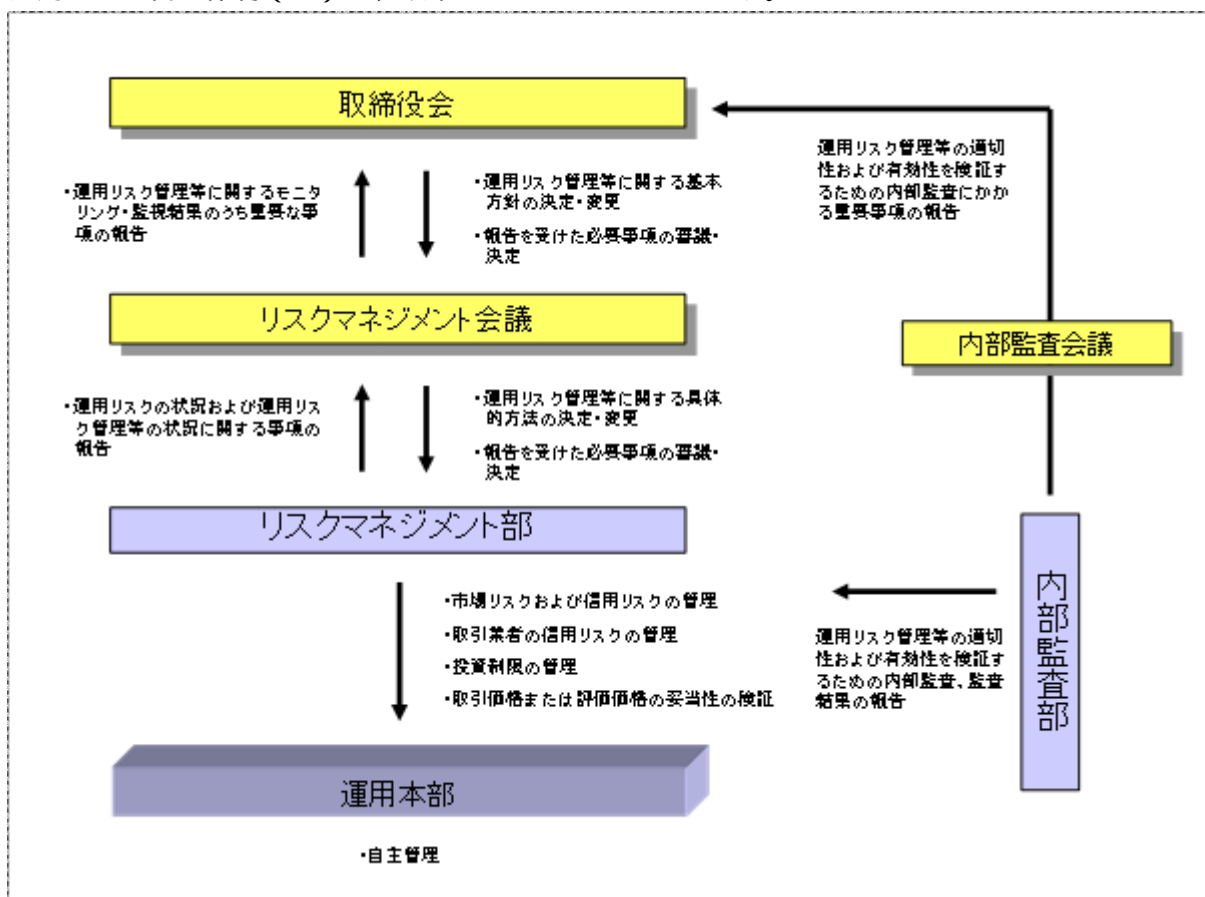 取締役会
・運用リスク管理等に関するモニタ
リング・監視結果のうち重要な事
項の報告
・運用リスク管理等に関する基本
方針の決定・変更
・報告を受けた必要事項の審議・
決定
運用リスク管理等の適切
性および有効性を検証す
るための内部監査にかか
る重要事項の報告
リスクマネジメント会議
内部監査会議
・運用リスクの状況および運用リス
ク管理等の状況に関する事項の
報告
・運用リスク管理等に関する具体
的方法の決定・変更
・報告を受けた必要事項の審議・
決定
リスクマネジメント部
内部監査部
・市場リスクおよび信用リスクの管理
・取引業者の信用リスクの管理
・投資制限の管理
・取引価格または評価価格の妥当性の検証
運用リスク管理等の適切
性および有効性を検証す
るための内部監査、監査
結果の報告
運用本部
・自主管理